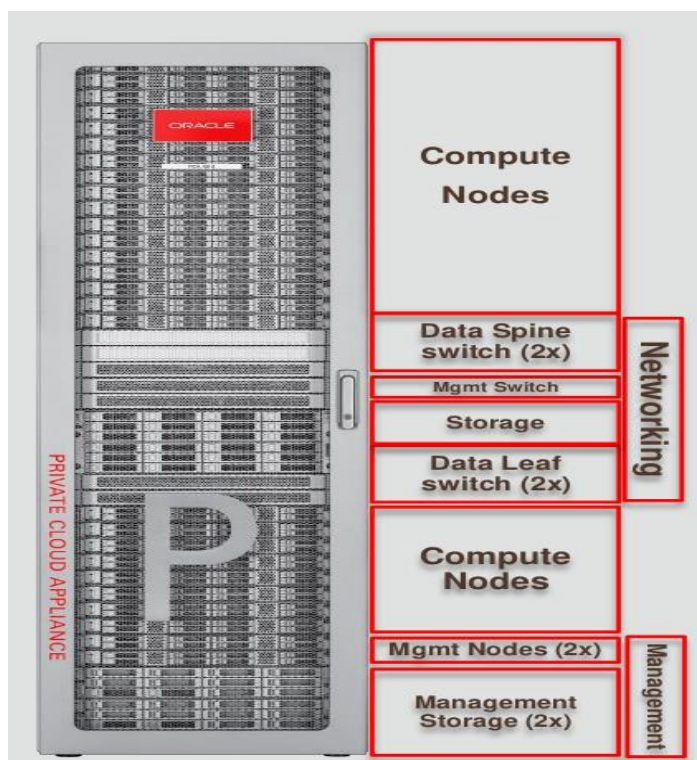 ORACLE
PRIVATE CLOUD APPLIANCE
P
Compute
Nodes
Data Spine
switch (2x)
Mgmt Switch
Storage
Data Leaf
switch (2x)
Networking
Compute
Nodes
Mgmt Nodes (2x)
Management
Storage (2x)
Management